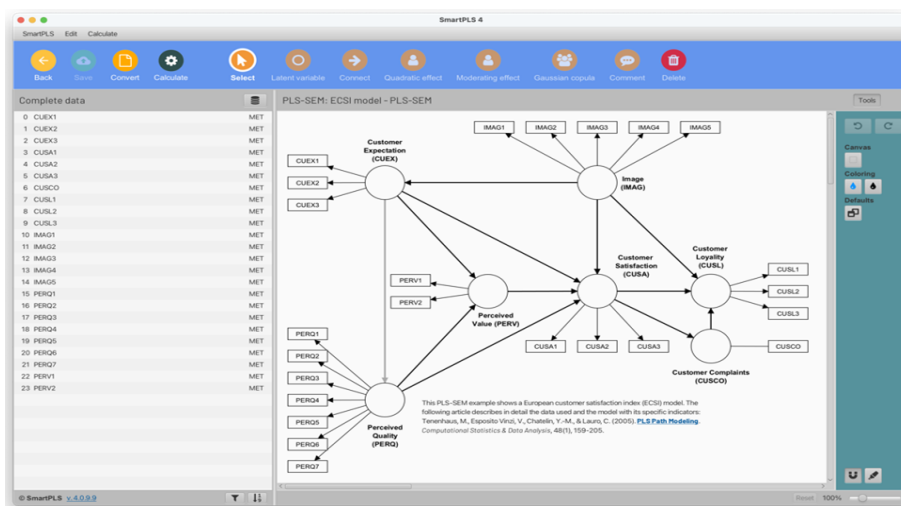 SmartPLS 4
SmartPLS Edit Calculate
Back Save Convert Calculate Select Latent variable Connect Quadratic effect Moderating effect Gaussian copula Comment Delete
Complete data
PLS-SEM: ECSI model - PLS-SEM
Tools
0 CUEX1 MET
1 CUEX2 MET
2 CUEX3 MET
3 CUSA1 MET
4 CUSA2 MET
5 CUSA3 MET
6 CUSCO MET
7 CUSL1 MET
8 CUSL2 MET
9 CUSL3 MET
10 IMAG1 MET
11 IMAG2 MET
12 IMAG3 MET
13 IMAG4 MET
14 IMAG5 MET
15 PERQ1 MET
16 PERQ2 MET
17 PERQ3 MET
18 PERQ4 MET
19 PERQ5 MET
20 PERQ6 MET
21 PERQ7 MET
22 PERV1 MET
23 PERV2 MET
IMAG1 IMAG2 IMAG3 IMAG4 IMAG5
Customer
Expectation
(CUEX)
CUEX1
CUEX2
CUEX3
Image
(IMAG)
Customer
Satisfaction
(CUSA)
Customer
Loyality
(CUSL)
CUSL1
CUSL2
CUSL3
PERV1
PERV2
Perceived
Value (PERV)
CUSA1 CUSA2 CUSA3
CUSCO
Customer Complaints
(CUSCO)
PERQ1
PERQ2
PERQ3
PERQ4
PERQ5
PERQ6
PERQ7
Perceived
Quality
(PERQ)
This PLS-SEM example shows a European customer satisfaction index (ECSI) model. The
following article describes in detail the data used and the model with its specific indicators:
Tenenhaus, M., Esposito Vinzi, V., Chatelin, Y.-M., & Lauro, C. (2005). PLS Path Modeling.
Computational Statistics & Data Analysis, 48(1), 159-205.
Canvas
Coloring
Defaults
© SmartPLS v. 4.0.9.9
Reset 100%